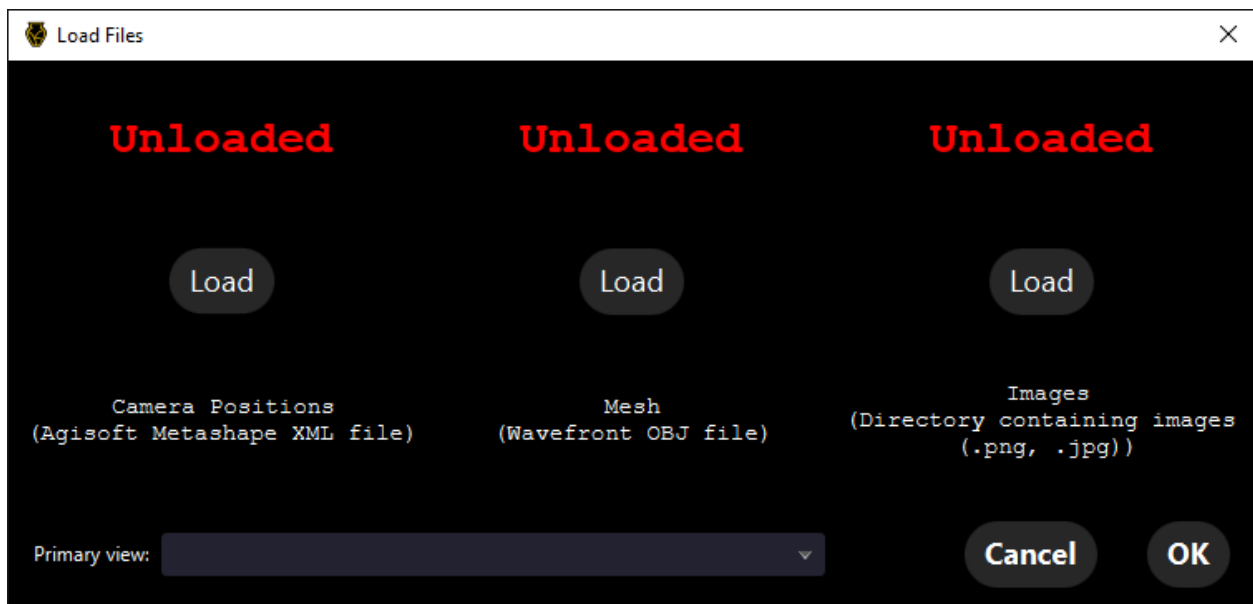 Load Files
Unloaded
Unloaded
Unloaded
Load
Load
Load
Camera Positions
(Agisoft Metashape XML file)
Mesh
(Wavefront OBJ file)
Images
(Directory containing images
(.png, .jpg))
Primary view:
Cancel
OK